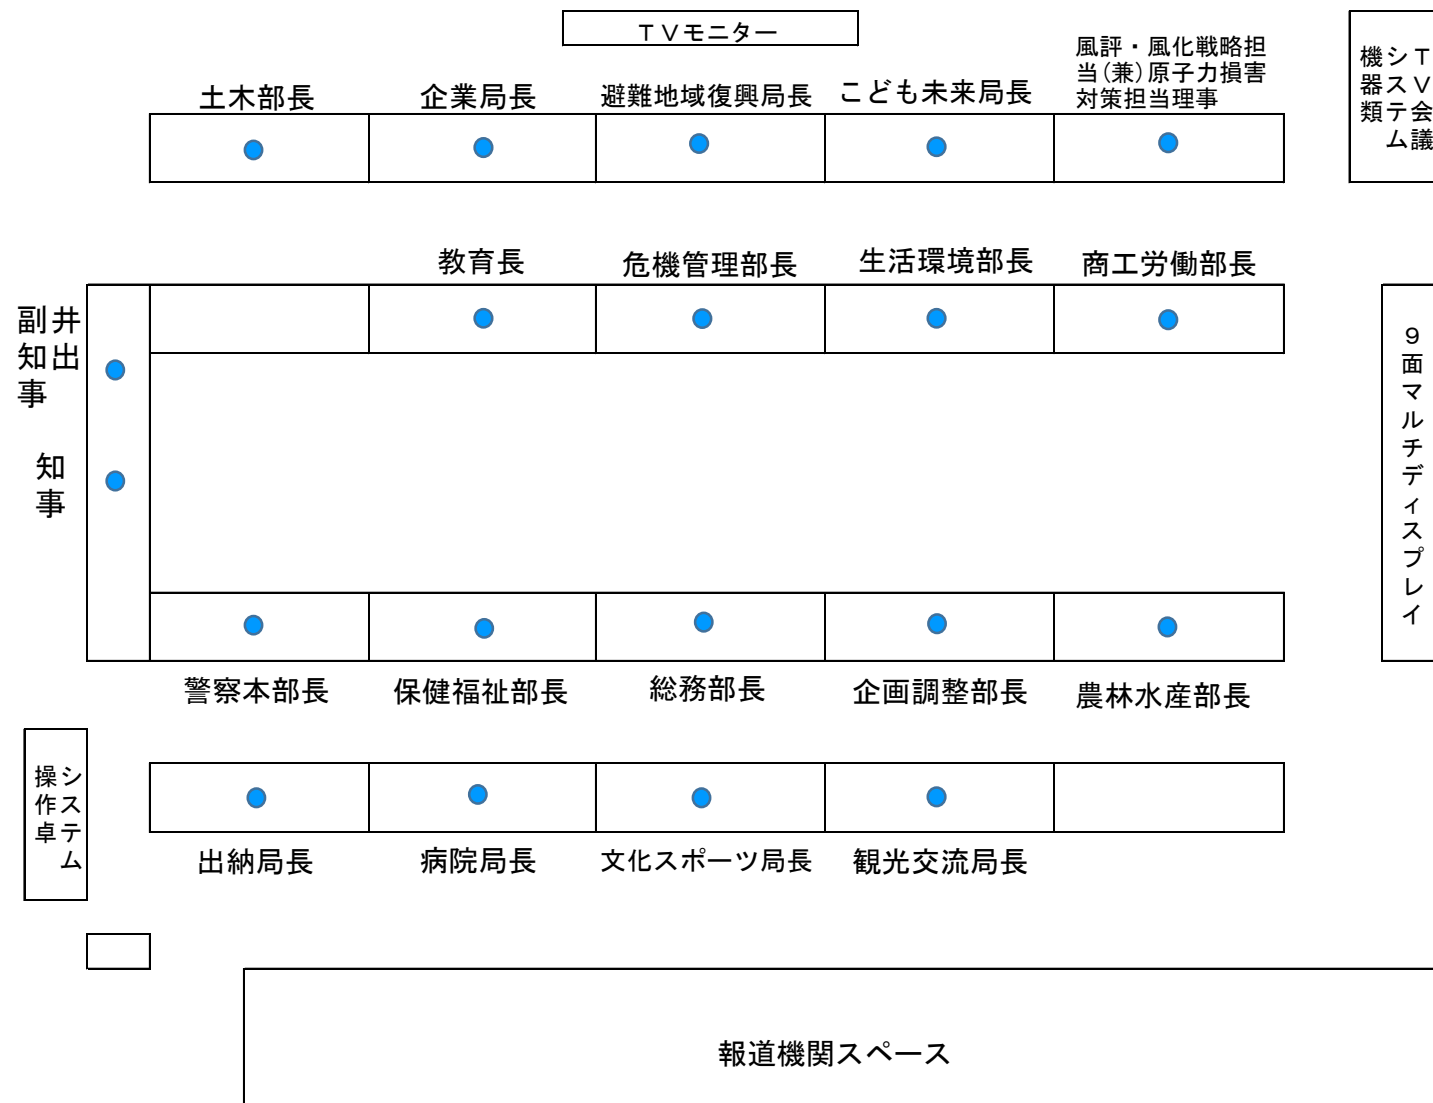 ＴＶモニター
風評・風化戦略担
当(兼)原子力損害
対策担当理事
土木部長
企業局長
避難地域復興局長
こども未来局長
ＴＶ会議
システム
機器類
教育長
危機管理部長
生活環境部長
商工労働部長
井出
副知事
知事
９面マルチディスプレイ
警察本部長
保健福祉部長
総務部長
企画調整部長
農林水産部長
システム
操作卓
出納局長
病院局長
文化スポーツ局長
観光交流局長
報道機関スペース